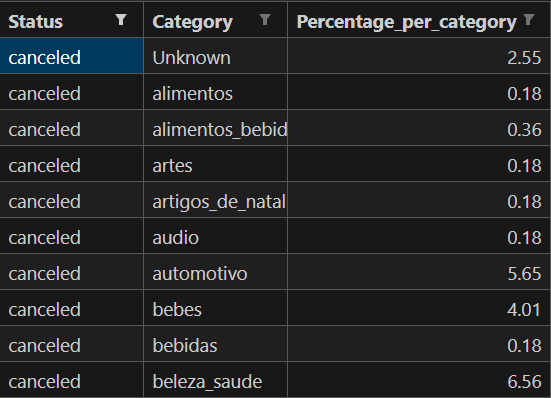 Status Category Percentage_per_category
canceled Unknown 2.55
canceled alimentos 0.18
canceled alimentos_bebid 0.36
canceled artes 0.18
canceled artigos_de_natal 0.18
canceled audio 0.18
canceled automotivo 5.65
canceled bebes 4.01
canceled bebidas 0.18
canceled beleza_saude 6.56